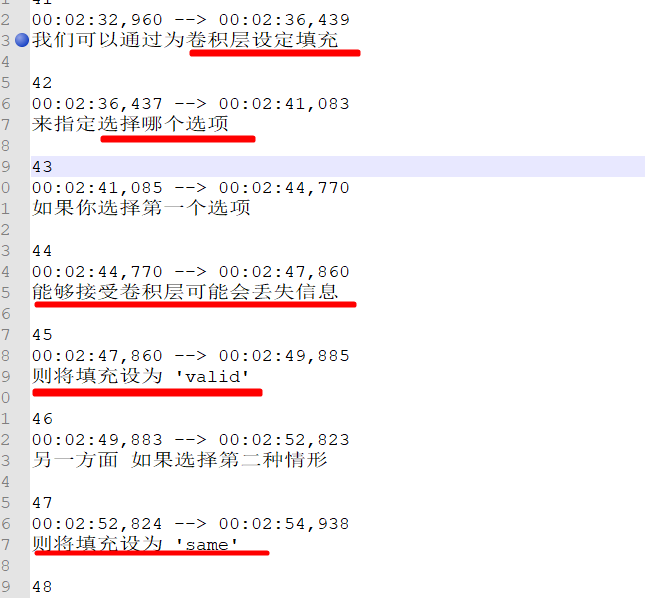 41
2 00:02:32,960 --> 00:02:36,439
3 我们可以通过为卷积层设定填充
4
5 42
6 00:02:36,437 --> 00:02:41,083
7 来指定选择哪个选项
8
9 43
0 00:02:41,085 --> 00:02:44,770
1 如果你选择第一个选项
2
3 44
4 00:02:44,770 --> 00:02:47,860
5 能够接受卷积层可能会丢失信息
6
7 45
8 00:02:47,860 --> 00:02:49,885
9 则将填充设为 'valid'
0
1 46
2 00:02:49,883 --> 00:02:52,823
3 另一方面 如果选择第二种情形
4
5 47
6 00:02:52,824 --> 00:02:54,938
7 则将填充设为 'same'
8
9 48